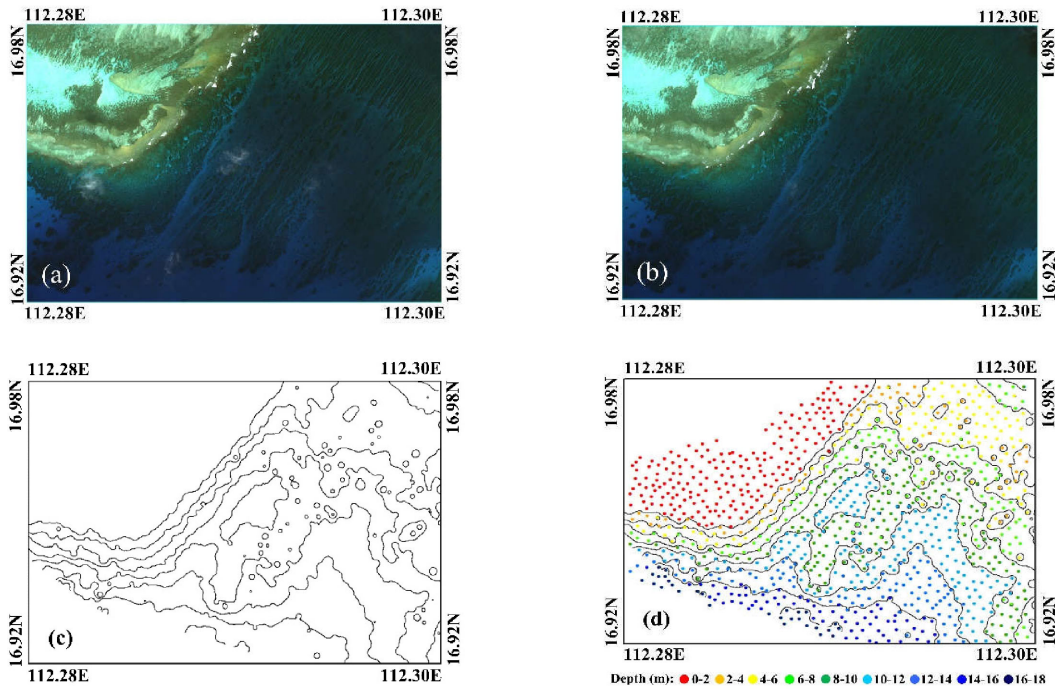 112.28E 112.30E
16.98N 16.98N
(a)
16.92N 16.92N
112.28E 112.30E
112.28E 112.30E
16.98N 16.98N
(b)
16.92N 16.92N
112.28E 112.30E
112.28E 112.30E
16.98N 16.98N
(c)
16.92N 16.92N
112.28E 112.30E
112.28E 112.30E
16.98N 16.98N
(d)
16.92N 16.92N
112.28E 112.30E
Depth (m): 0-2 2-4 4-6 6-8 8-10 10-12 12-14 14-16 16-18